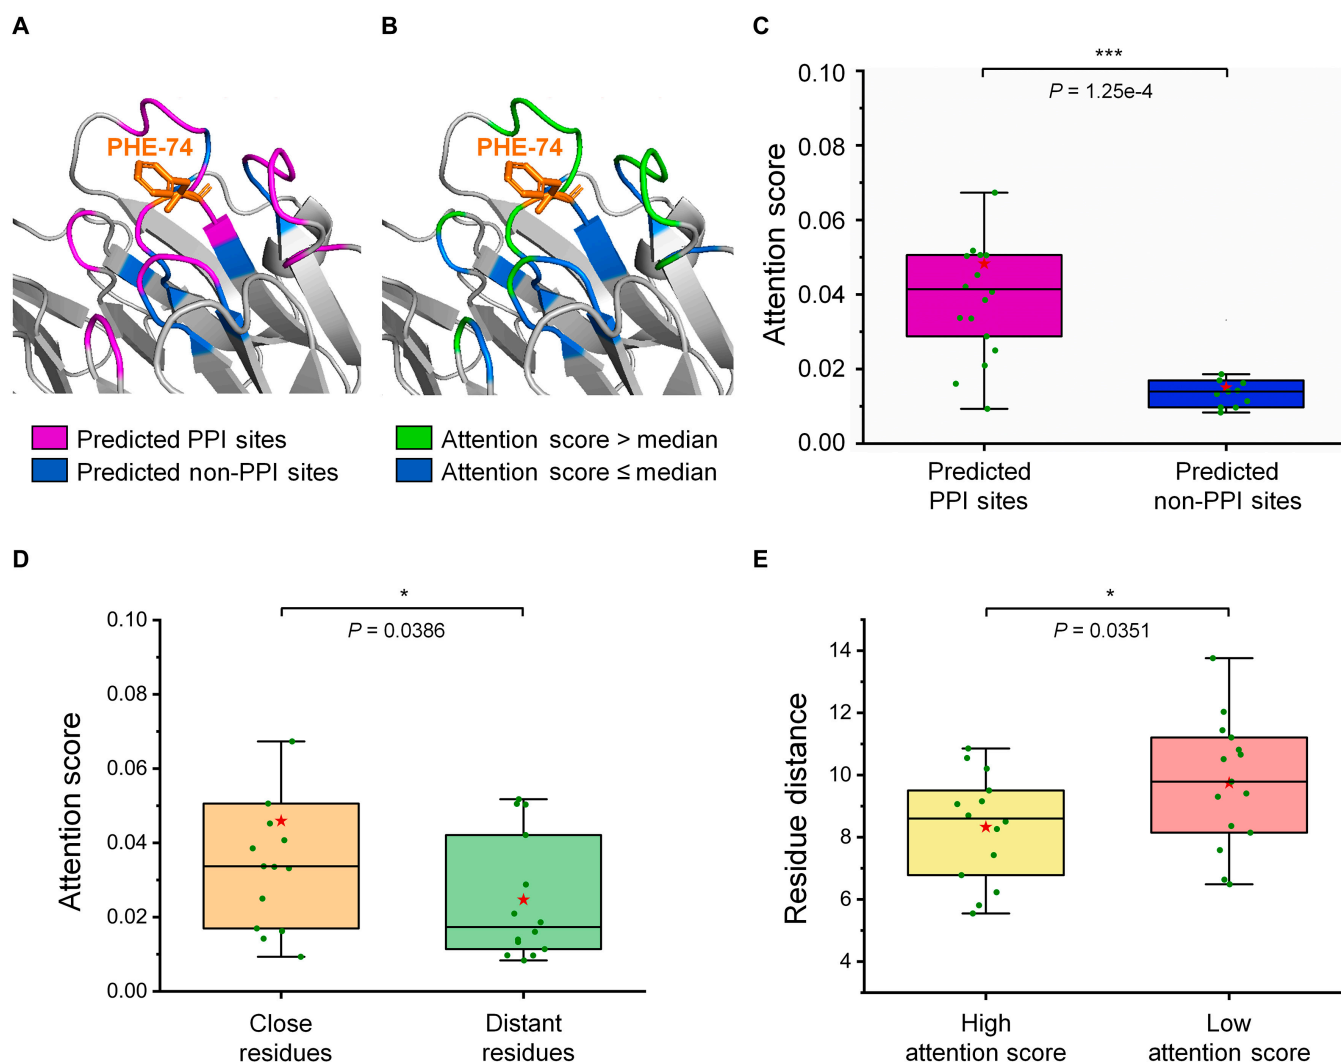 A
PHE-74
Predicted PPI sites
Predicted non-PPI sites
B
PHE-74
Attention score > median
Attention score ≤ median
C
***
P = 1.25e-4
Attention score
0.10
0.08
0.06
0.04
0.02
0.00
Predicted
PPI sites
Predicted
non-PPI sites
D
*
P = 0.0386
Attention score
0.10
0.08
0.06
0.04
0.02
0.00
Close
residues
Distant
residues
E
*
P = 0.0351
Residue distance
14
12
10
8
6
4
High
attention score
Low
attention score